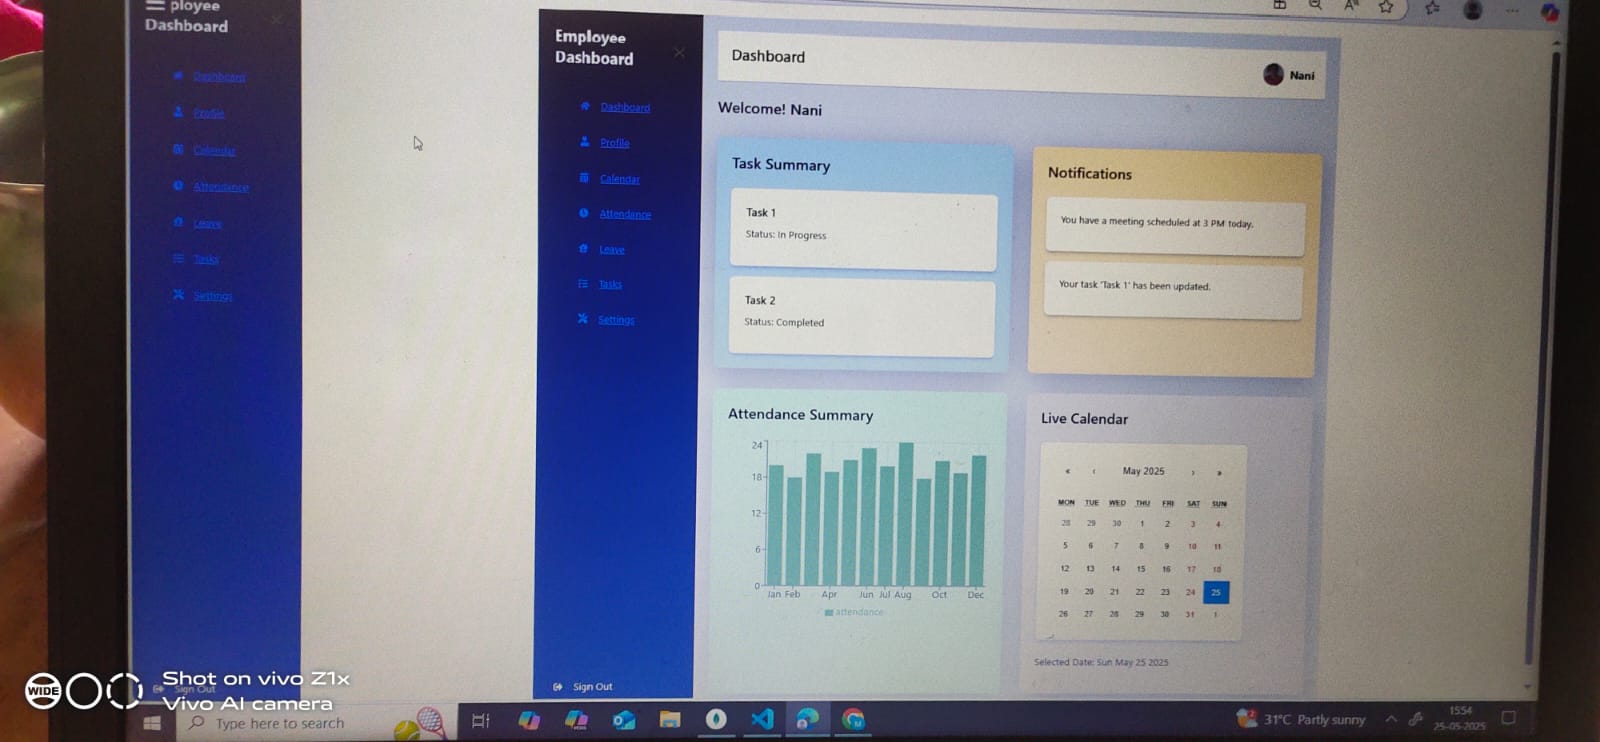 ployee
Dashboard
Dashboard
Profile
Calendar
Attendance
Leave
Tasks
Settings
Sign Out
Employee
Dashboard
Dashboard
Profile
Calendar
Attendance
Leave
Tasks
Settings
Sign Out
Dashboard
Nani
Welcome! Nani
Task Summary
Task 1
Status: In Progress
Task 2
Status: Completed
Notifications
You have a meeting scheduled at 3 PM today.
Your task 'Task 1' has been updated.
Attendance Summary
24
18
12
6
0
Jan Feb Apr Jun Jul Aug Oct Dec
attendance
Live Calendar
« ‹ May 2025 › »
MON TUE WED THU FRI SAT SUN
28 29 30 1 2 3 4
5 6 7 8 9 10 11
12 13 14 15 16 17 18
19 20 21 22 23 24 25
26 27 28 29 30 31 1
Selected Date: Sun May 25 2025
WIDE
Shot on vivo Z1x
Vivo AI camera
Type here to search
31°C Partly sunny
1554
25-05-2025